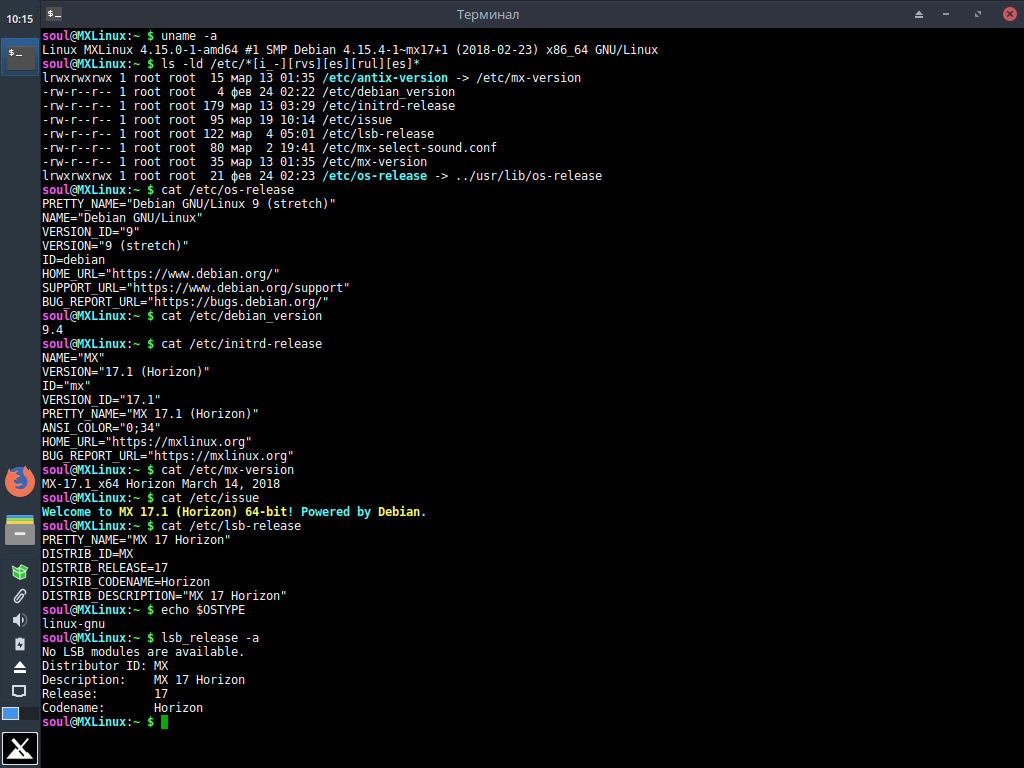 10:15
Терминал
soul@MXLinux:~ $ uname -a
Linux MXLinux 4.15.0-1-amd64 #1 SMP Debian 4.15.4-1~mx17+1 (2018-02-23) x86_64 GNU/Linux
soul@MXLinux:~ $ ls -ld /etc/*[i_-][rvs][es][rul][es]*
lrwxrwxrwx 1 root root  15 мар 13 01:35 /etc/antix-version -> /etc/mx-version
-rw-r--r-- 1 root root   4 фев 24 02:22 /etc/debian_version
-rw-r--r-- 1 root root 179 мар 13 03:29 /etc/initrd-release
-rw-r--r-- 1 root root  95 мар 19 10:14 /etc/issue
-rw-r--r-- 1 root root 122 мар  4 05:01 /etc/lsb-release
-rw-r--r-- 1 root root  80 мар  2 19:41 /etc/mx-select-sound.conf
-rw-r--r-- 1 root root  35 мар 13 01:35 /etc/mx-version
lrwxrwxrwx 1 root root  21 фев 24 02:23 /etc/os-release -> ../usr/lib/os-release
soul@MXLinux:~ $ cat /etc/os-release
PRETTY_NAME="Debian GNU/Linux 9 (stretch)"
NAME="Debian GNU/Linux"
VERSION_ID="9"
VERSION="9 (stretch)"
ID=debian
HOME_URL="https://www.debian.org/"
SUPPORT_URL="https://www.debian.org/support"
BUG_REPORT_URL="https://bugs.debian.org/"
soul@MXLinux:~ $ cat /etc/debian_version
9.4
soul@MXLinux:~ $ cat /etc/initrd-release
NAME="MX"
VERSION="17.1 (Horizon)"
ID="mx"
VERSION_ID="17.1"
PRETTY_NAME="MX 17.1 (Horizon)"
ANSI_COLOR="0;34"
HOME_URL="https://mxlinux.org"
BUG_REPORT_URL="https://mxlinux.org"
soul@MXLinux:~ $ cat /etc/mx-version
MX-17.1_x64 Horizon March 14, 2018
soul@MXLinux:~ $ cat /etc/issue
Welcome to MX 17.1 (Horizon) 64-bit! Powered by Debian.
soul@MXLinux:~ $ cat /etc/lsb-release
PRETTY_NAME="MX 17 Horizon"
DISTRIB_ID=MX
DISTRIB_RELEASE=17
DISTRIB_CODENAME=Horizon
DISTRIB_DESCRIPTION="MX 17 Horizon"
soul@MXLinux:~ $ echo $OSTYPE
linux-gnu
soul@MXLinux:~ $ lsb_release -a
No LSB modules are available.
Distributor ID: MX
Description:    MX 17 Horizon
Release:        17
Codename:       Horizon
soul@MXLinux:~ $